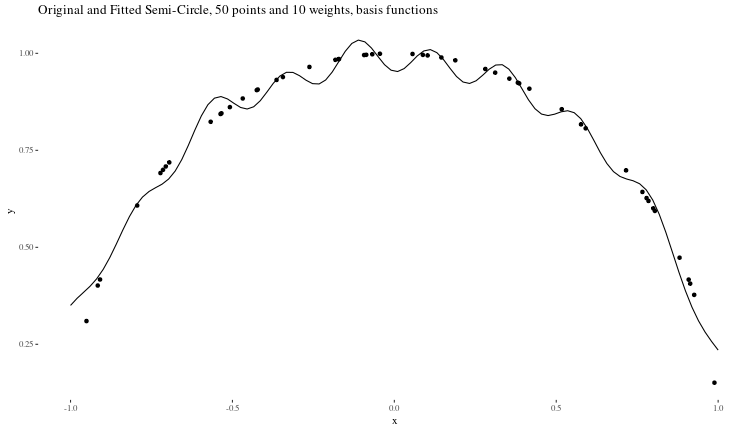 Original and Fitted Semi-Circle, 50 points and 10 weights, basis functions
1.00
0.75
0.50
0.25
y
-1.0 -0.5 0.0 0.5 1.0
x